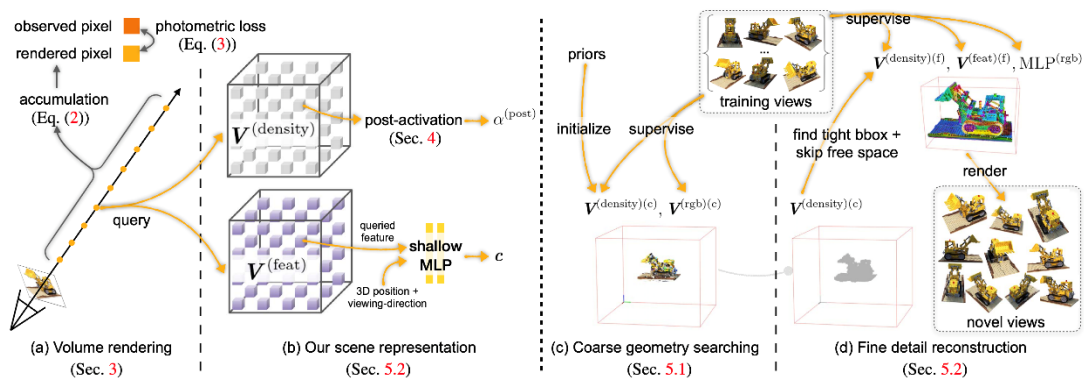 observed pixel
photometric loss
(Eq. (3))
rendered pixel
accumulation
(Eq. (2))
query
(a) Volume rendering
(Sec. 3)
V(density)
post-activation
(Sec. 4)
α(post)
V(feat)
queried
feature
shallow
MLP
c
3D position +
viewing-direction
(b) Our scene representation
(Sec. 5.2)
priors
initialize
supervise
...
training views
V(density)(c), V(rgb)(c)
(c) Coarse geometry searching
(Sec. 5.1)
supervise
V(density)(f), V(feat)(f), MLP(rgb)
find tight bbox +
skip free space
render
V(density)(c)
novel views
(d) Fine detail reconstruction
(Sec. 5.2)